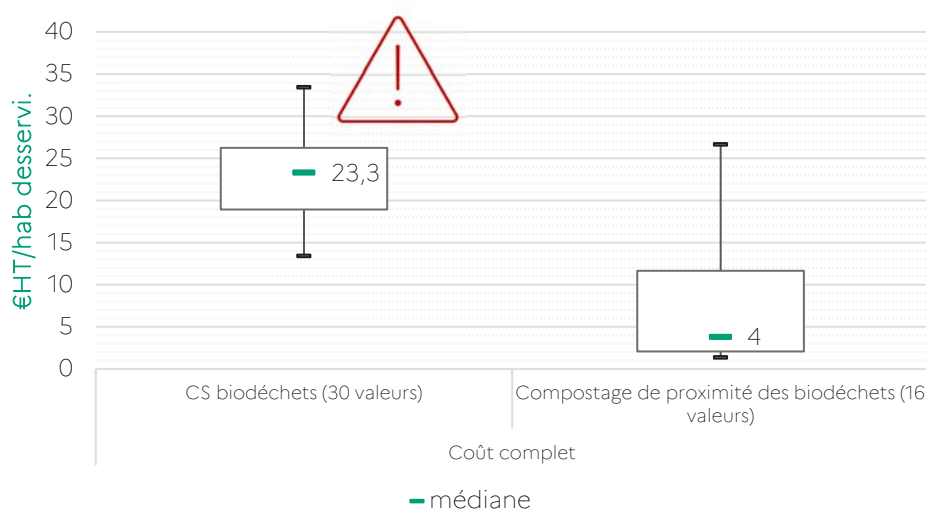 €HT/hab desservi.
40
35
30
25
20
15
10
5
0
23,3
4
CS biodéchets (30 valeurs)
Compostage de proximité des biodéchets (16
valeurs)
Coût complet
médiane